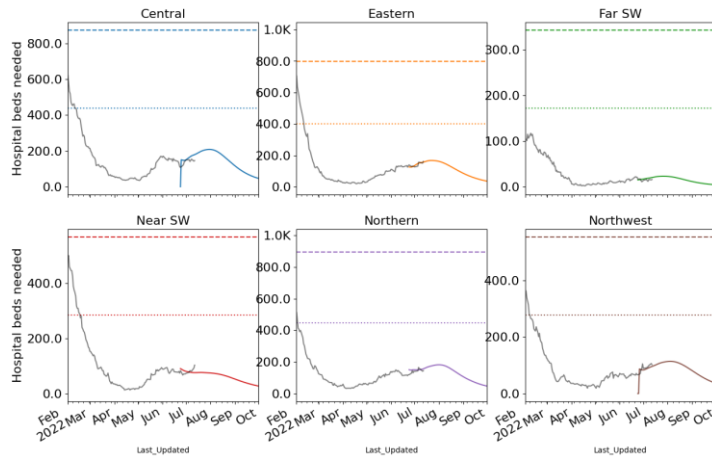 Central
Eastern
Far SW
Hospital beds needed
800.0
600.0
400.0
200.0
0.0
1.0K
800.0
600.0
400.0
200.0
0.0
300.0
200.0
100.0
0.0
Near SW
Northern
Northwest
Hospital beds needed
400.0
200.0
0.0
1.0K
800.0
600.0
400.0
200.0
0.0
400.0
200.0
0.0
Feb 2022 Mar Apr May Jun Jul Aug Sep Oct
Feb 2022 Mar Apr May Jun Jul Aug Sep Oct
Feb 2022 Mar Apr May Jun Jul Aug Sep Oct
Last_Updated
Last_Updated
Last_Updated